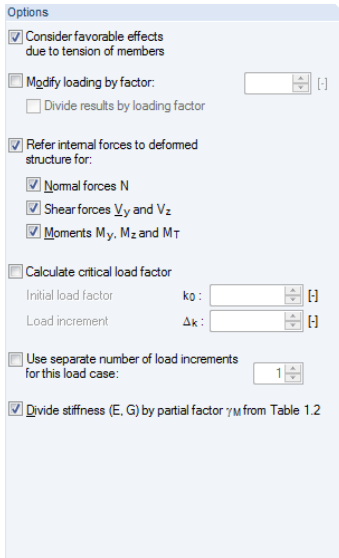 Options
Consider favorable effects
due to tension of members
Modify loading by factor: [-]
Divide results by loading factor
Refer internal forces to deformed
structure for:
Normal forces N
Shear forces Vy and Vz
Moments My, Mz and MT
Calculate critical load factor
Initial load factor k0 : [-]
Load increment Δk : [-]
Use separate number of load increments
for this load case: 1
Divide stiffness (E, G) by partial factor γM from Table 1.2